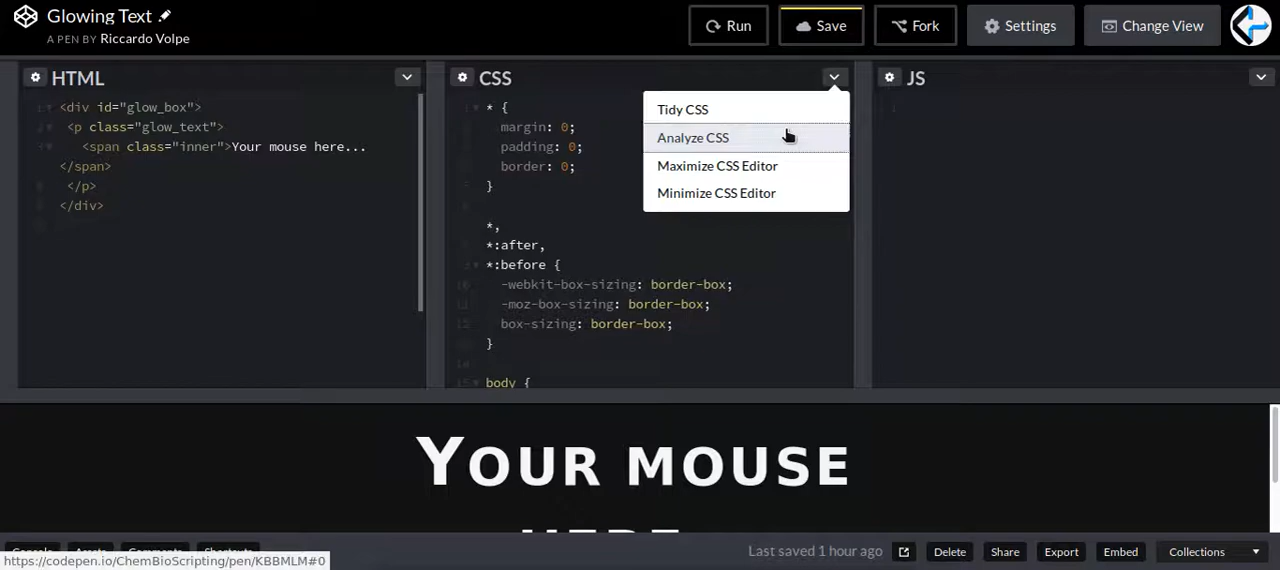 Glowing Text
A PEN BY Riccardo Volpe
Run
Save
Fork
Settings
Change View
HTML
<div id="glow_box">
<p class="glow_text">
<span class="inner">Your mouse here...
</span>
</p>
</div>
CSS
* {
margin: 0;
padding: 0;
border: 0;
}
*,
*:after,
*:before {
-webkit-box-sizing: border-box;
-moz-box-sizing: border-box;
box-sizing: border-box;
}
body {
Tidy CSS
Analyze CSS
Maximize CSS Editor
Minimize CSS Editor
JS
YOUR MOUSE
HERE
Last saved 1 hour ago
Delete
Share
Export
Embed
Collections
https://codepen.io/ChemBioScripting/pen/KBBMLM#0